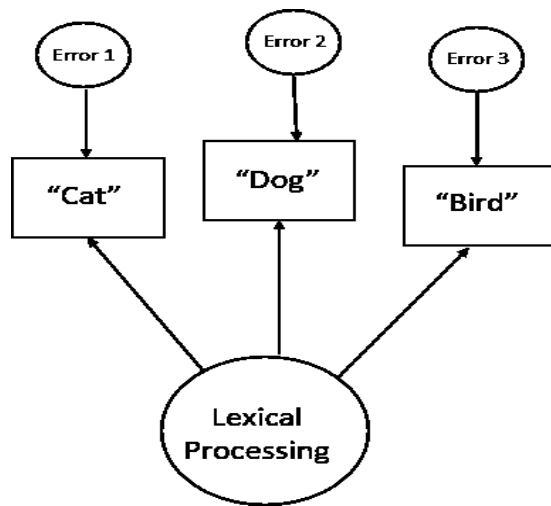 Error 1
Error 2
Error 3
“Cat”
“Dog”
“Bird”
Lexical
Processing